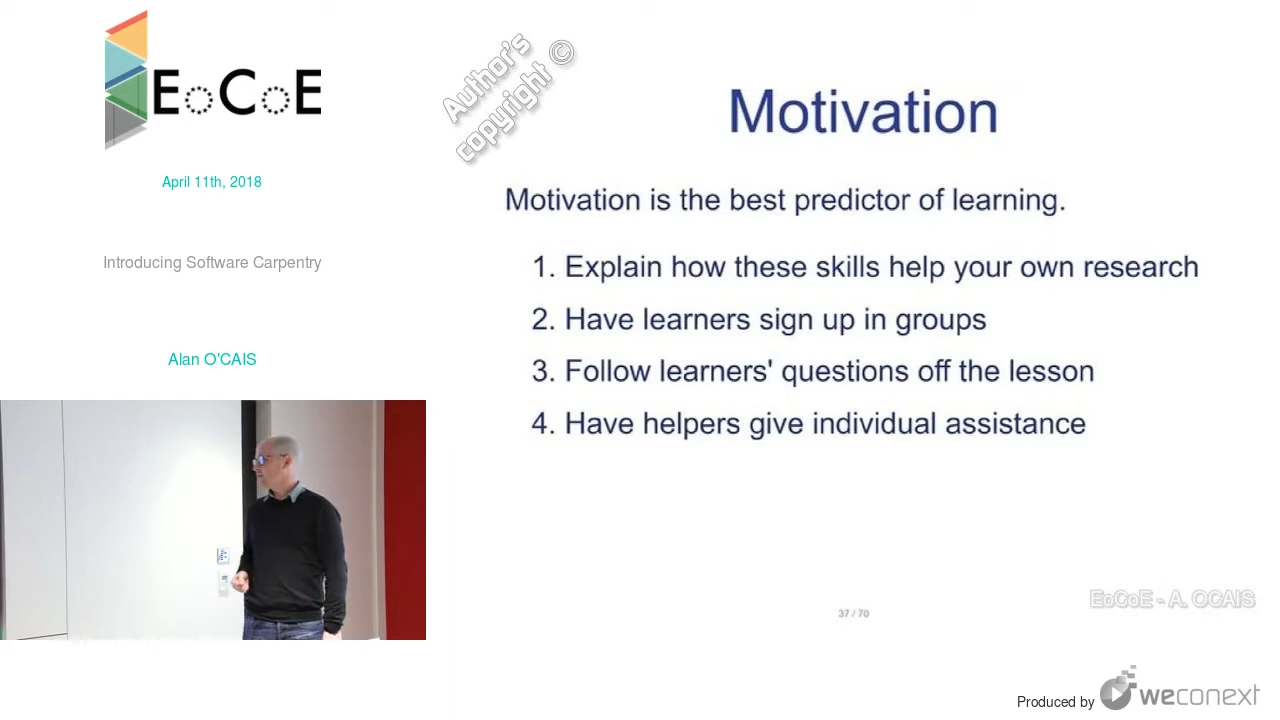 EoCoE
April 11th, 2018
Introducing Software Carpentry
Alan O'CAIS
Author's
copyright ©
Motivation
Motivation is the best predictor of learning.
1. Explain how these skills help your own research
2. Have learners sign up in groups
3. Follow learners' questions off the lesson
4. Have helpers give individual assistance
37 / 70
EoCoE - A. OCAIS
Produced by weconext